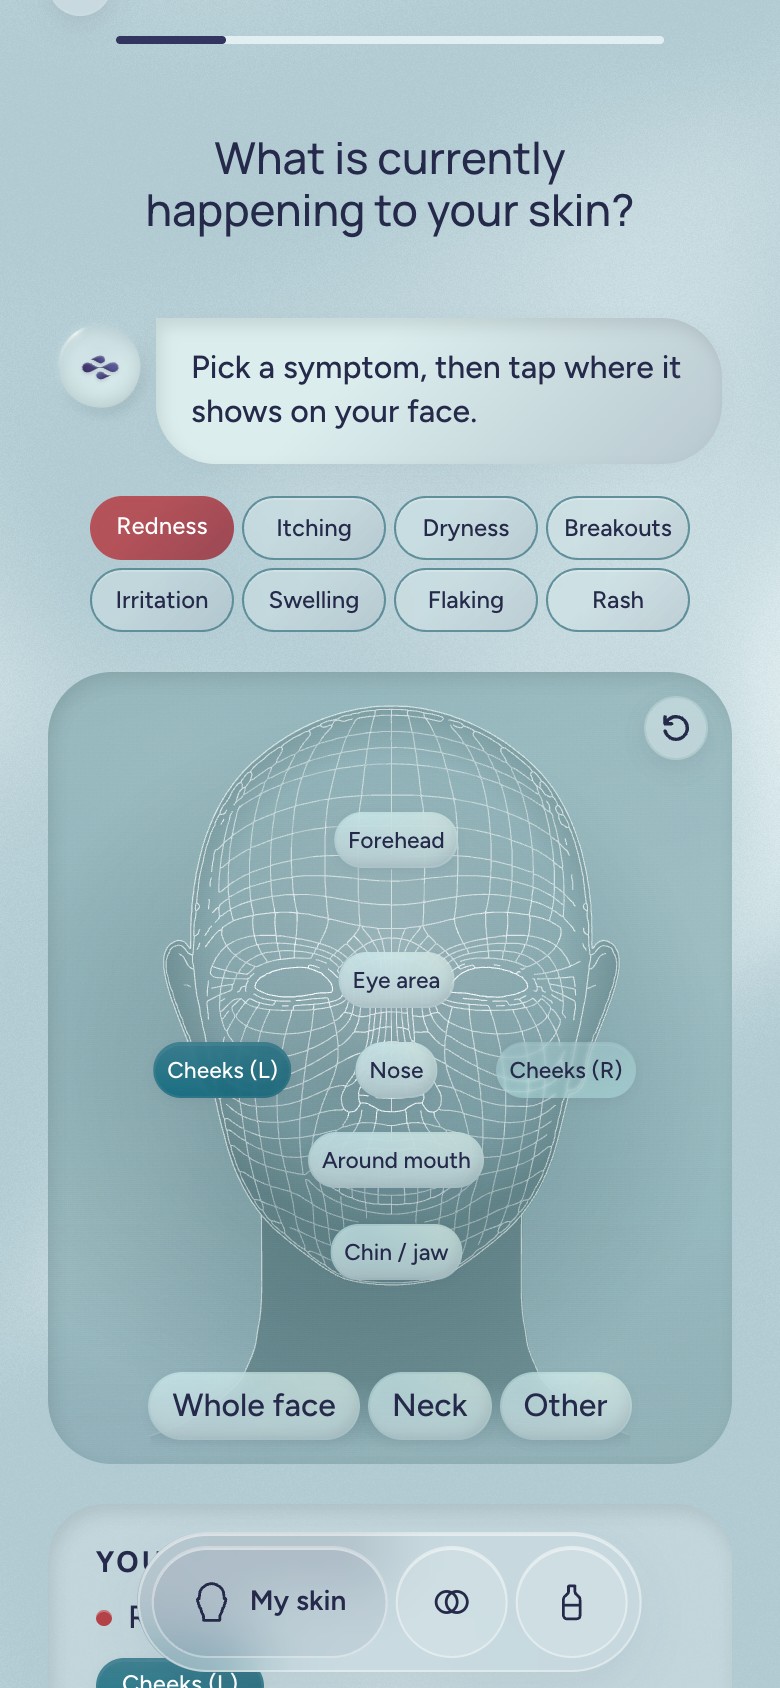 What is currently
happening to your skin?
Pick a symptom, then tap where it
shows on your face.
Redness
Itching
Dryness
Breakouts
Irritation
Swelling
Flaking
Rash
Forehead
Eye area
Cheeks (L)
Nose
Cheeks (R)
Around mouth
Chin / jaw
Whole face
Neck
Other
My skin
Cheeks (L)